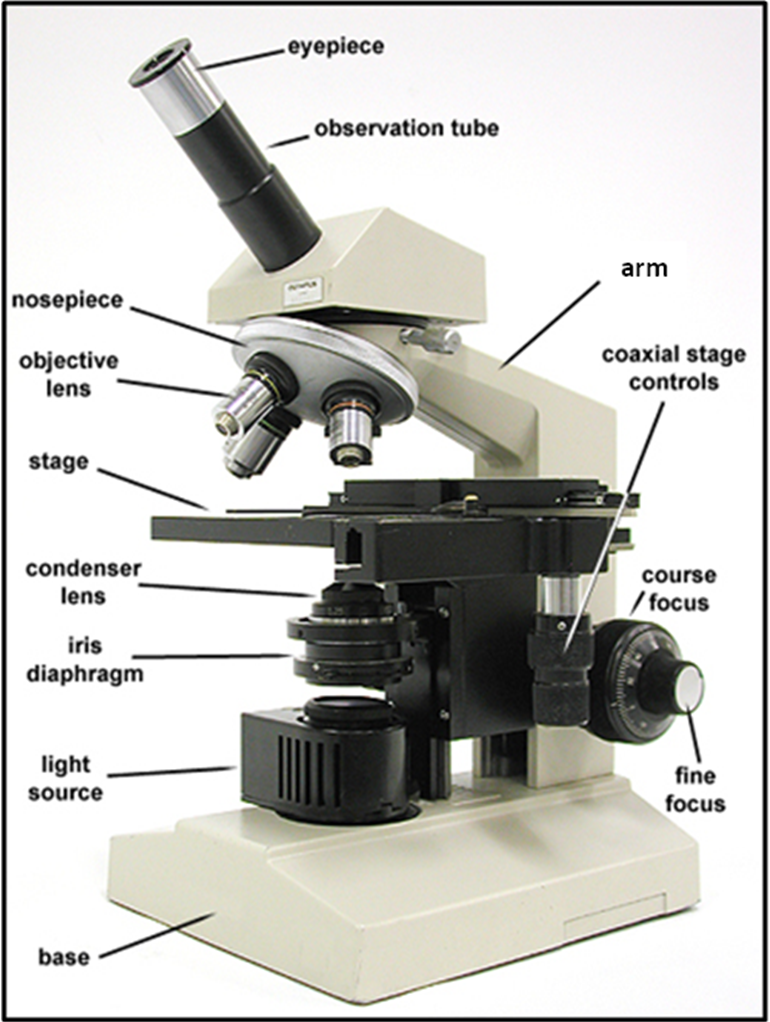 eyepiece
observation tube
arm
nosepiece
coaxial stage
controls
objective
lens
stage
condenser
lens
course
focus
iris
diaphragm
light
source
fine
focus
base